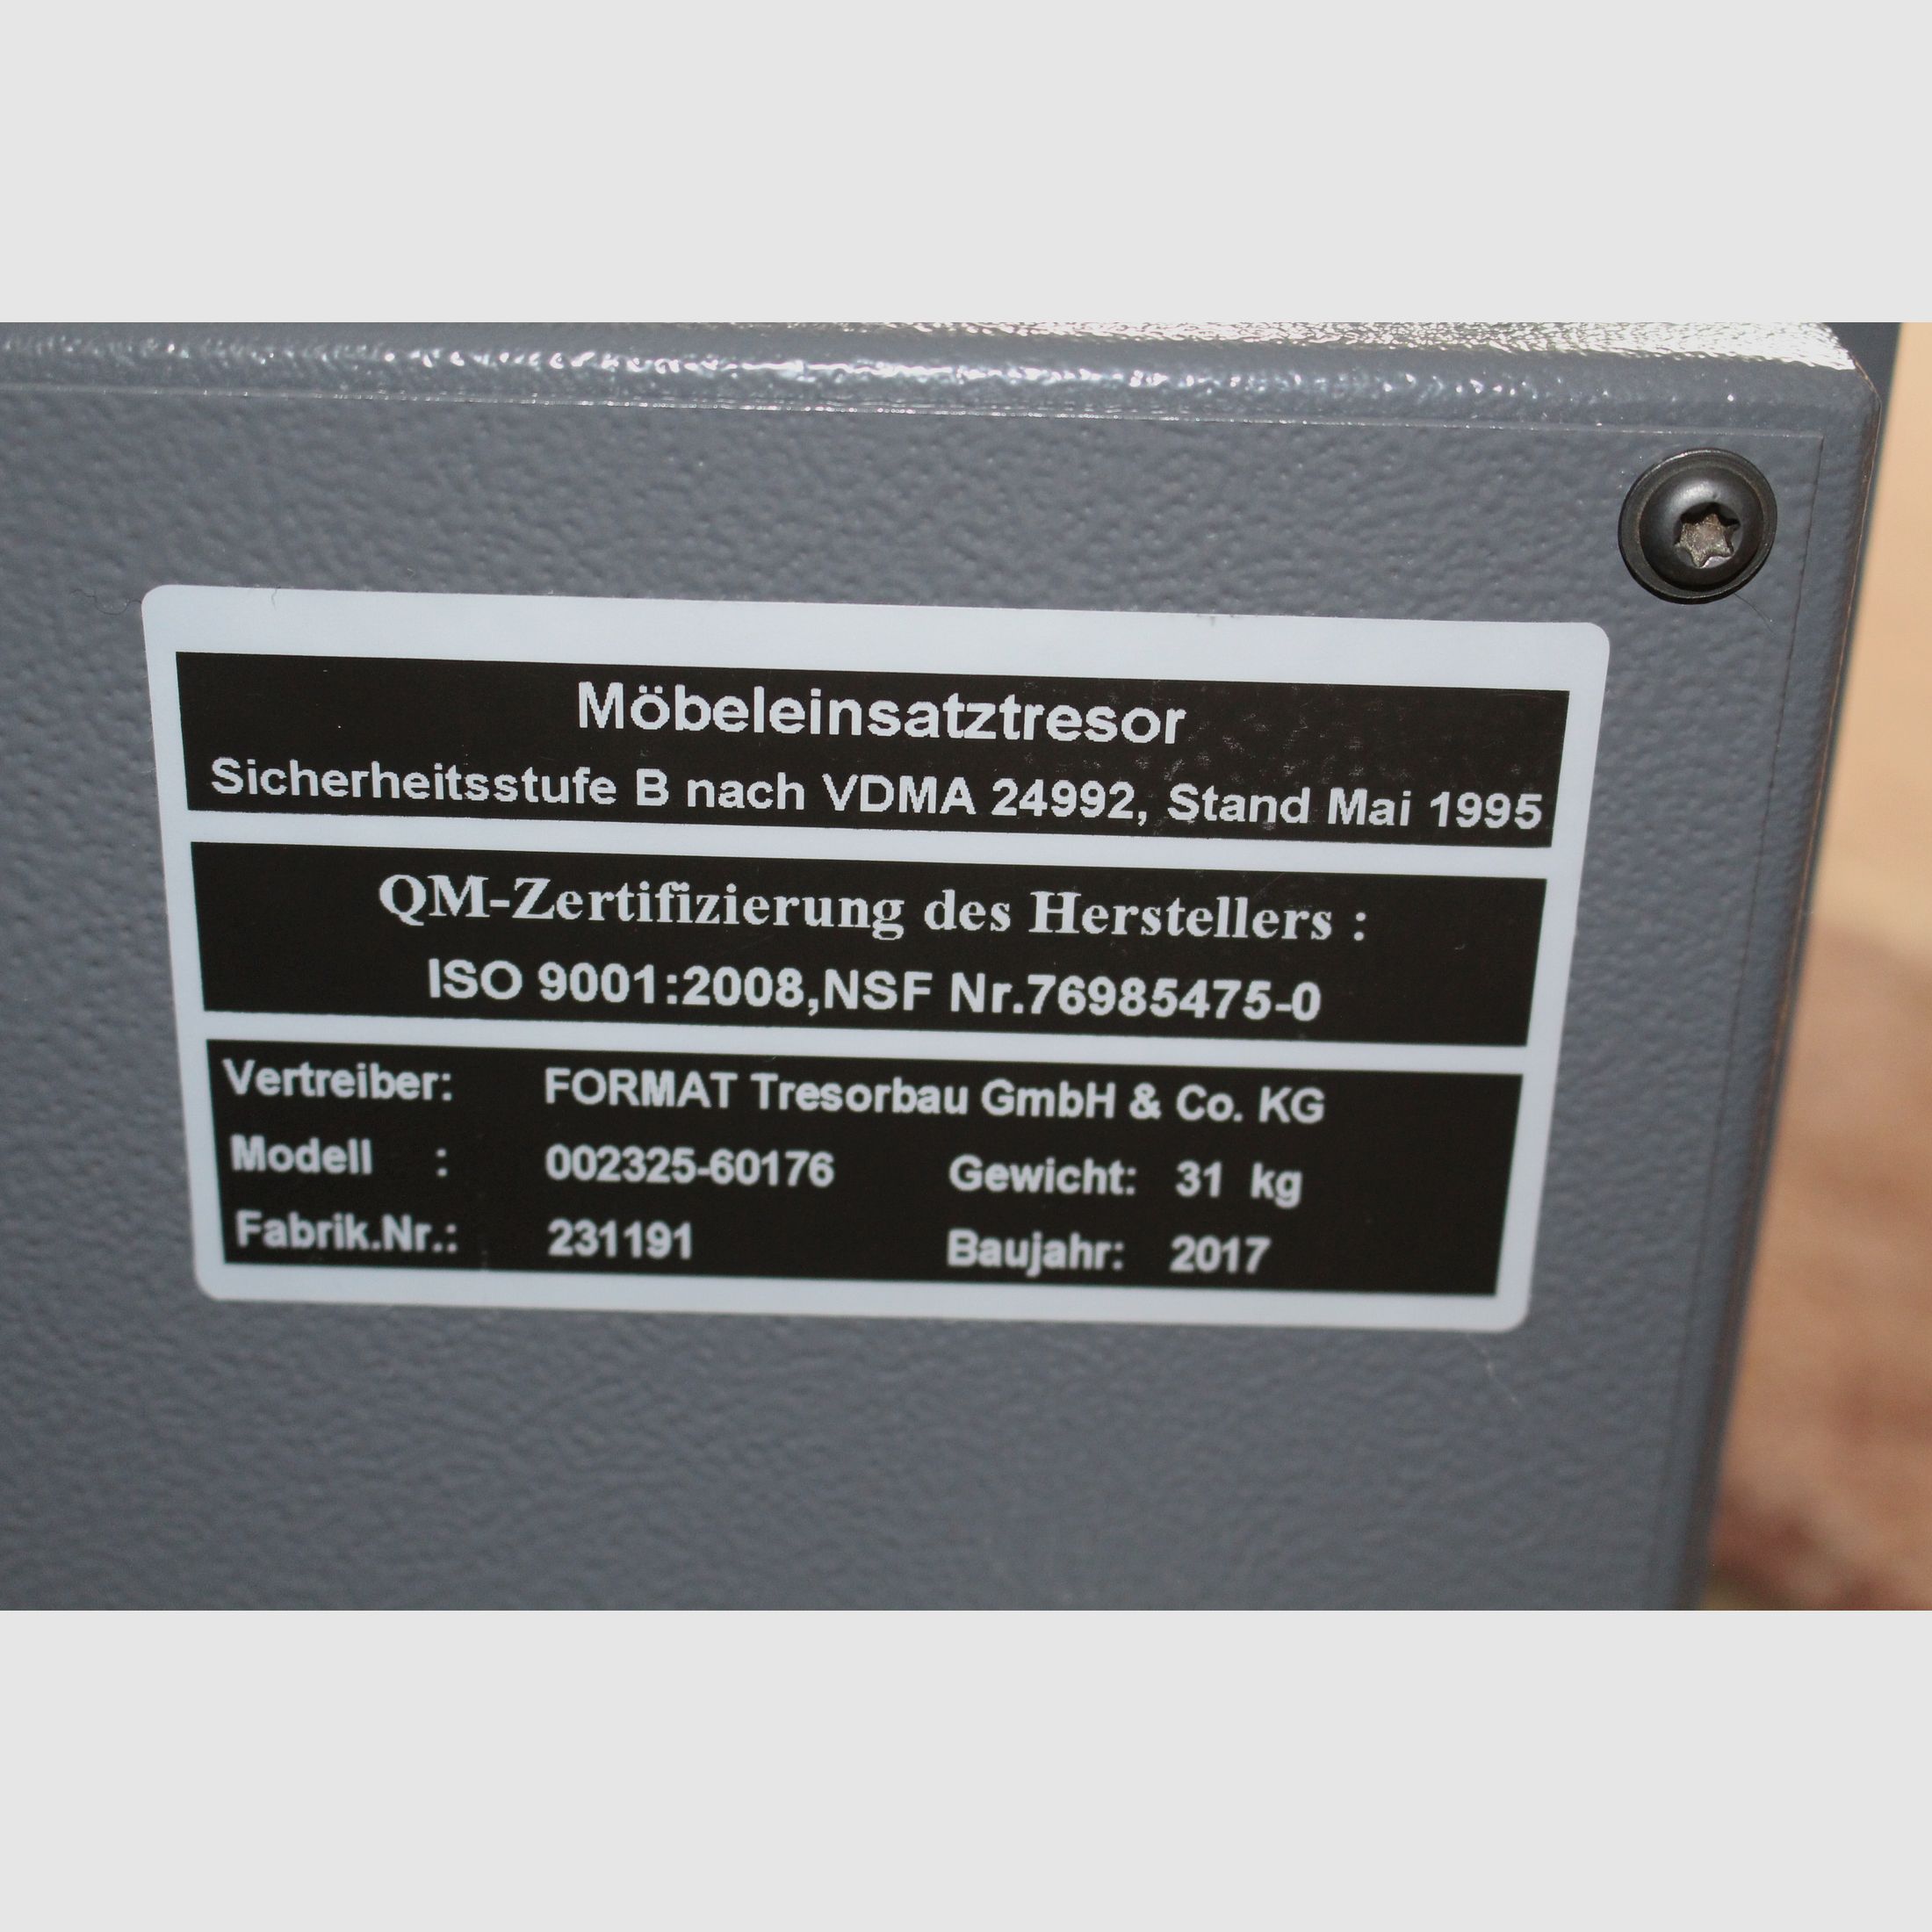 Möbeleinsatztresor
Sicherheitsstufe B nach VDMA 24992, Stand Mai 1995
QM-Zertifizierung des Herstellers :
ISO 9001:2008,NSF Nr.76985475-0
Vertreiber: FORMAT Tresorbau GmbH & Co. KG
Modell : 002325-60176 Gewicht: 31 kg
Fabrik.Nr.: 231191 Baujahr: 2017